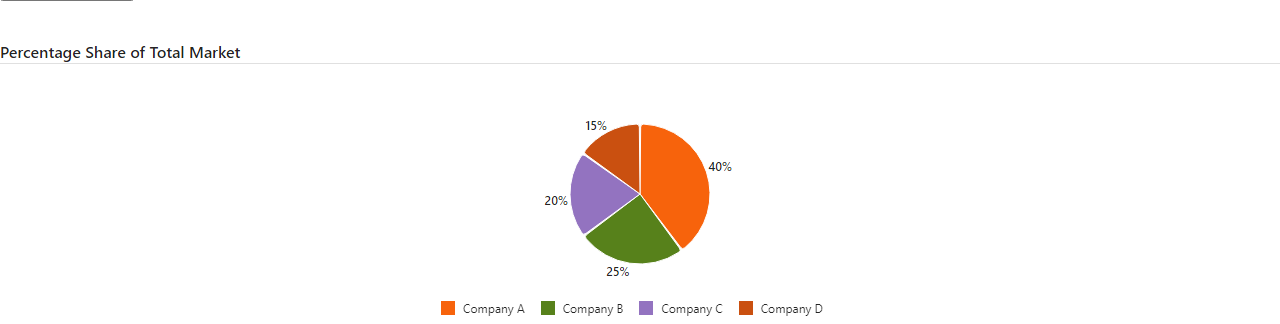 Percentage Share of Total Market
15%
40%
20%
25%
Company A Company B Company C Company D